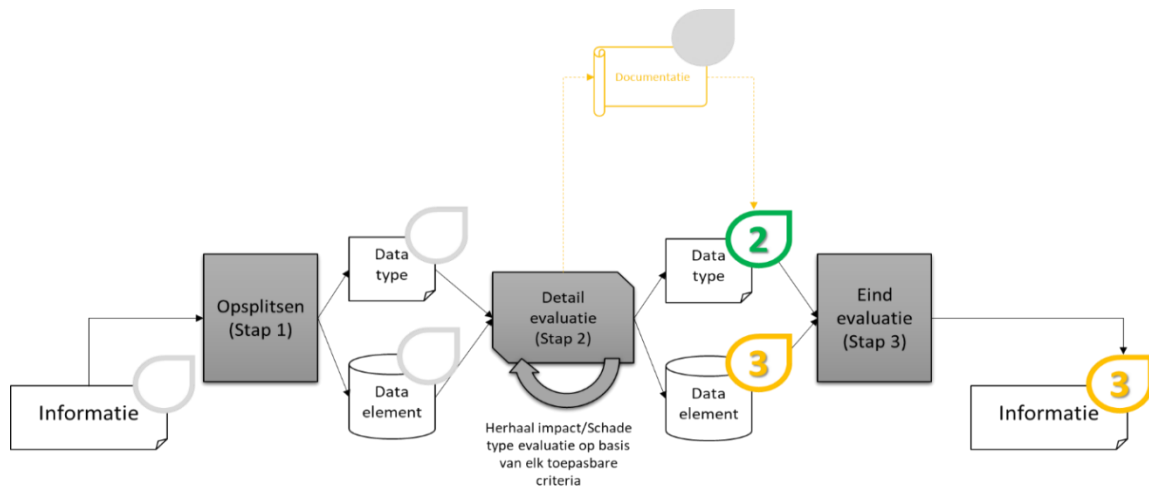 Documentatie
Informatie
Opsplitsen
(Stap 1)
Data
type
Data
element
Detail
evaluatie
(Stap 2)
Herhaal impact/Schade
type evaluatie op basis
van elk toepasbare
criteria
2
Data
type
3
Data
element
Eind
evaluatie
(Stap 3)
3
Informatie